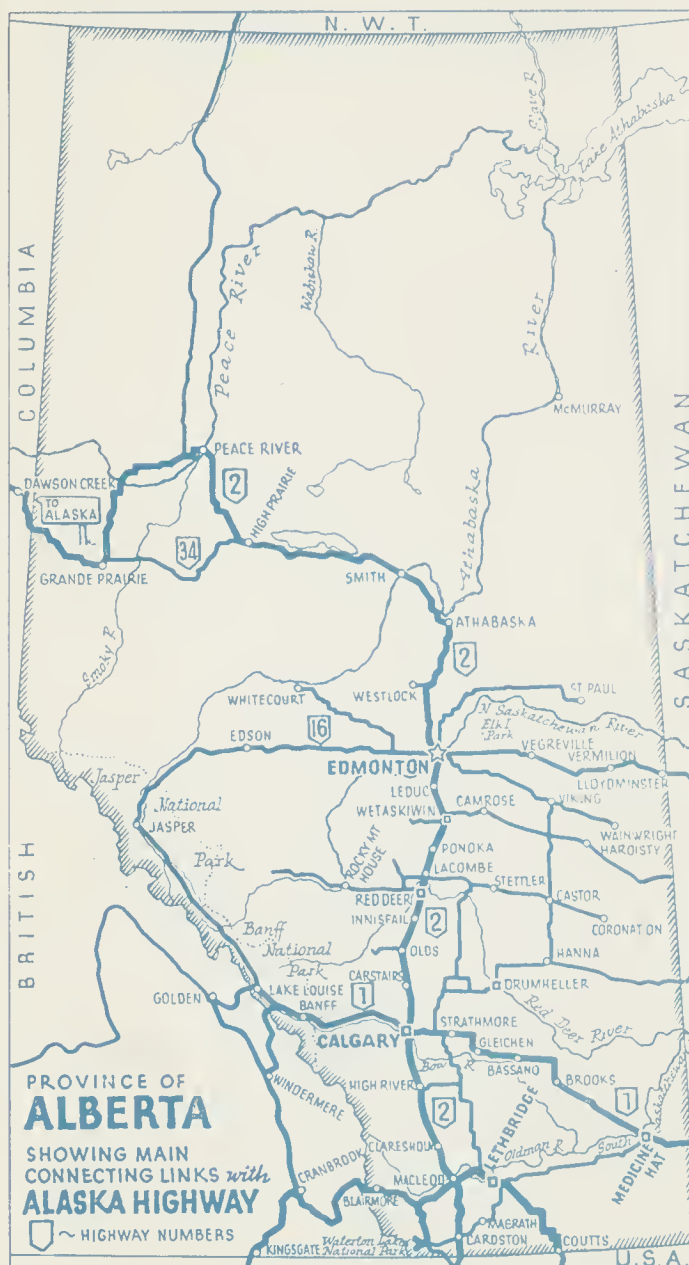 N. W. T.
Slave R.
Lake Athabaska
Peace River
Wabiskow R.
River
COLUMBIA
McMURRAY
SASKATCHEWAN
PEACE RIVER
DAWSON CREEK
TO
ALASKA
2
HIGH PRAIRIE
34
Athabaska
GRANDE PRAIRIE
SMITH
ATHABASKA
Smoky R.
2
WHITECOURT
WESTLOCK
ST PAUL
N Saskatchewan River
Elk I
Park
16
EDSON
VEGREVILLE
EDMONTON
VERMILION
Jasper
LEDUC
LLOYDMINSTER
National
WETASKIWIN
CAMROSE
VIKING
JASPER
WAINWRIGHT
HARDISTY
Park
ROCKY MT
HOUSE
PONOKA
LACOMBE
STETTLER
RED DEER
CASTOR
INNISFAIL
2
CORONATION
BRITISH
Banff
National
Park
OLDS
HANNA
LAKE LOUISE
CARSTAIRS
DRUMHELLER
GOLDEN
BANFF
1
Red Deer River
CALGARY
STRATHMORE
GLEICHEN
Bow R
BASSANO
WINDERMERE
HIGH RIVER
BROOKS
2
1
LETHBRIDGE
Saskatchewan
CLARESHOLM
Oldman R
South
MEDICINE
HAT
CRANBROOK
MACLEOD
BLAIRMORE
MAGRATH
Waterton Lakes
National Park
CARDSTON
COUTTS
KINGSGATE
U.S.A.
PROVINCE OF
ALBERTA
SHOWING MAIN
CONNECTING LINKS with
ALASKA HIGHWAY
~ HIGHWAY NUMBERS